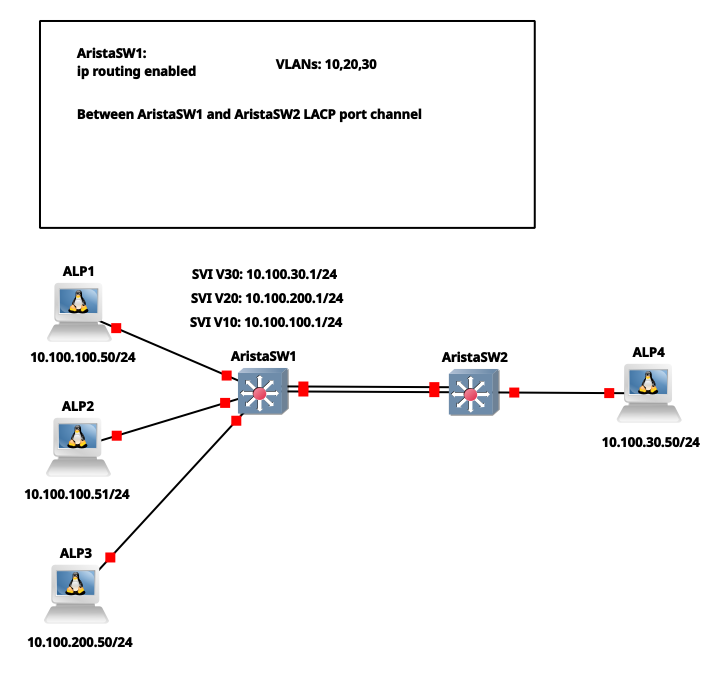 AristaSW1:
ip routing enabled
VLANs: 10,20,30
Between AristaSW1 and AristaSW2 LACP port channel
ALP1
10.100.100.50/24
SVI V30: 10.100.30.1/24
SVI V20: 10.100.200.1/24
SVI V10: 10.100.100.1/24
AristaSW1
AristaSW2
ALP4
10.100.30.50/24
ALP2
10.100.100.51/24
ALP3
10.100.200.50/24